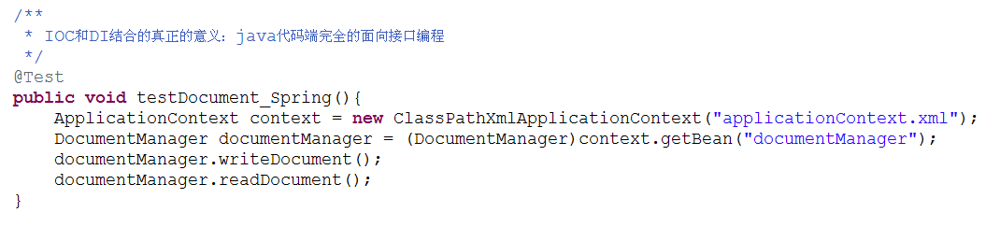 /**
 * IOC和DI结合的真正的意义：java代码端完全的面向接口编程
 */
@Test
public void testDocument_Spring(){
    ApplicationContext context = new ClassPathXmlApplicationContext("applicationContext.xml");
    DocumentManager documentManager = (DocumentManager)context.getBean("documentManager");
    documentManager.writeDocument();
    documentManager.readDocument();
}